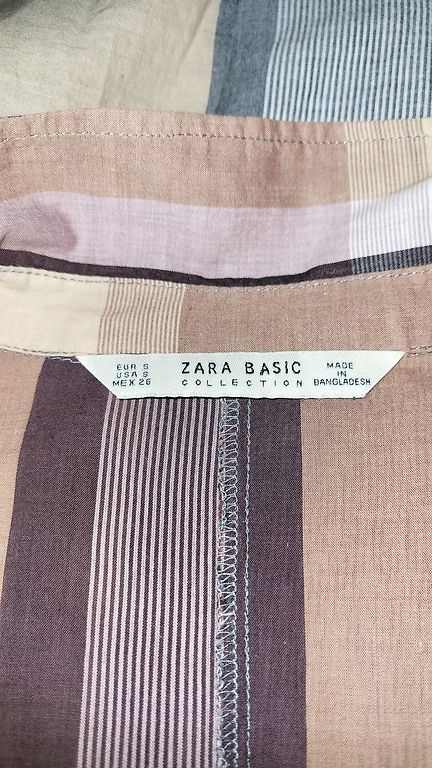 EUR S
USA S
MEX 26
ZARA BASIC
COLLECTION
MADE
IN
BANGLADESH